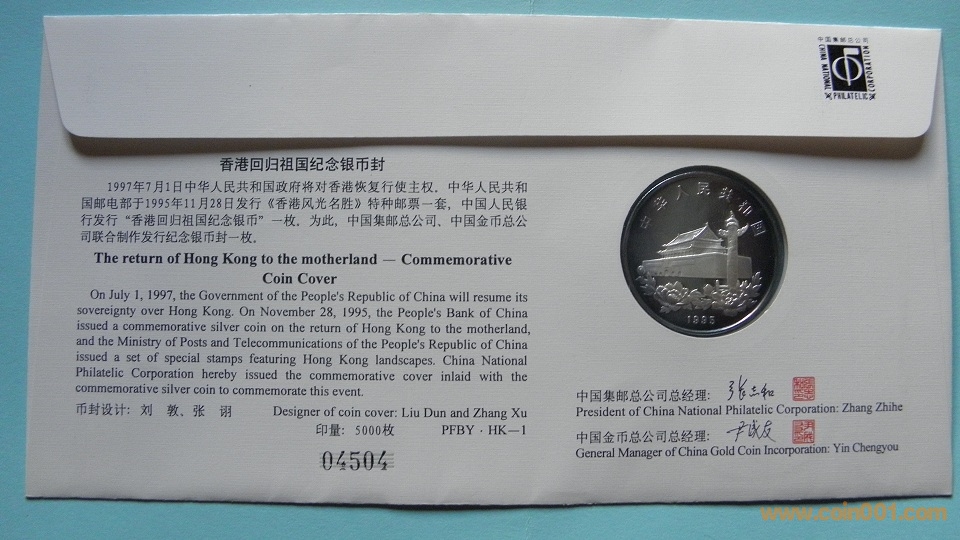 中国集邮总公司
CHINA NATIONAL PHILATELIC CORPORATION
香港回归祖国纪念银币封
1997年7月1日中华人民共和国政府将对香港恢复行使主权。中华人民共和
国邮电部于1995年11月28日发行《香港风光名胜》特种邮票一套，中国人民银
行发行“香港回归祖国纪念银币”一枚。为此，中国集邮总公司、中国金币总公
司联合制作发行纪念银币封一枚。
The return of Hong Kong to the motherland — Commemorative
Coin Cover
On July 1, 1997, the Government of the People's Republic of China will resume its
sovereignty over Hong Kong. On November 28, 1995, the People's Bank of China
issued a commemorative silver coin on the return of Hong Kong to the motherland,
and the Ministry of Posts and Telecommunications of the People's Republic of China
issued a set of special stamps featuring Hong Kong landscapes. China National
Philatelic Corporation hereby issued the commemorative cover inlaid with the
commemorative silver coin to commemorate this event.
币封设计：刘 敦、张 诩 Designer of coin cover: Liu Dun and Zhang Xu
印量：5000枚 PFBY · HK—1
04504
中华人民共和国
1995
中国集邮总公司总经理： 张志和
President of China National Philatelic Corporation: Zhang Zhihe
中国金币总公司总经理： 尹成友
General Manager of China Gold Coin Incorporation: Yin Chengyou
www.coin001.com